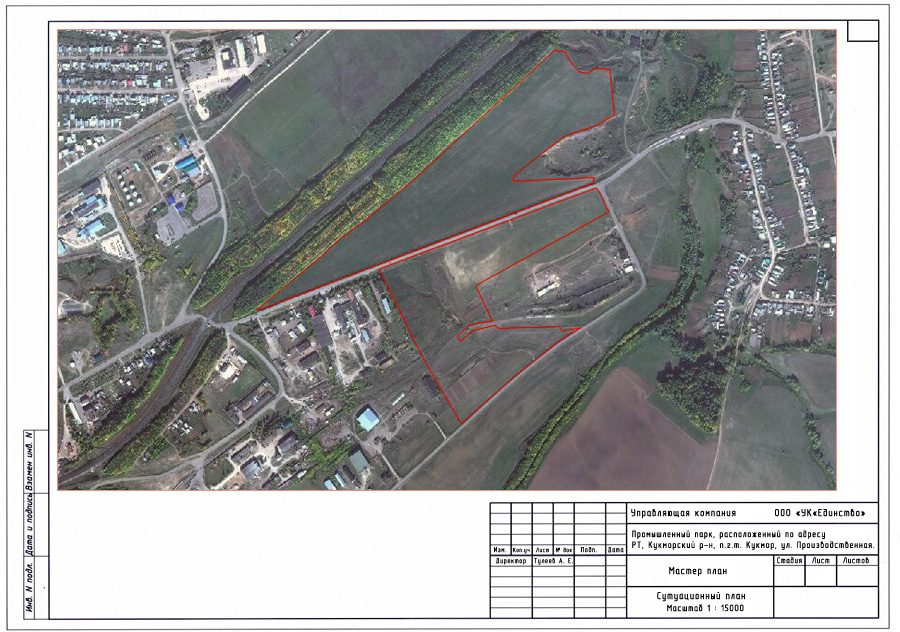 Взамен инв. N
Дата и подпись
Инв. N подл.
Управляющая компания ООО «УК«Единство»
Промышленный парк, расположенный по адресу
РТ, Кукморский р-н, п.г.т. Кукмор, ул. Производственная.
Изм. Кол.уч Лист № док Подп. Дата
Директор Тулеев А. Е.
Мастер план
Стадия Лист Листов
Ситуационный план
Масштаб 1 : 15000